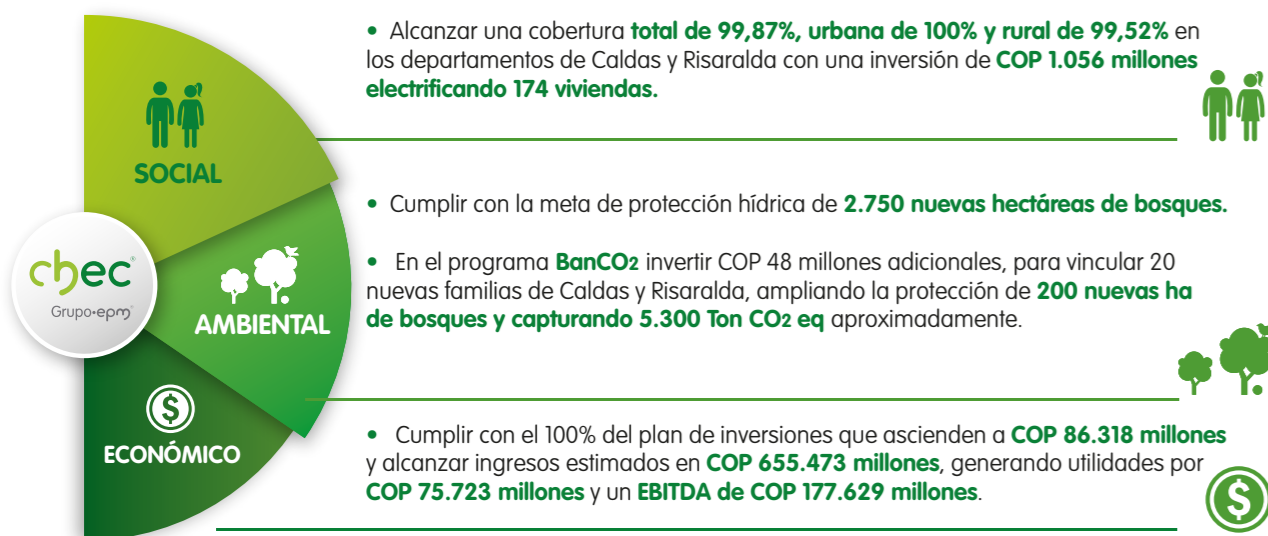 • Alcanzar una cobertura total de 99,87%, urbana de 100% y rural de 99,52% en
los departamentos de Caldas y Risaralda con una inversión de COP 1.056 millones
electrificando 174 viviendas.
SOCIAL
• Cumplir con la meta de protección hídrica de 2.750 nuevas hectáreas de bosques.
• En el programa BanCO2 invertir COP 48 millones adicionales, para vincular 20
nuevas familias de Caldas y Risaralda, ampliando la protección de 200 nuevas ha
de bosques y capturando 5.300 Ton CO2 eq aproximadamente.
chec®
Grupo•epm®
AMBIENTAL
• Cumplir con el 100% del plan de inversiones que ascienden a COP 86.318 millones
y alcanzar ingresos estimados en COP 655.473 millones, generando utilidades por
COP 75.723 millones y un EBITDA de COP 177.629 millones.
$
ECONÓMICO
$